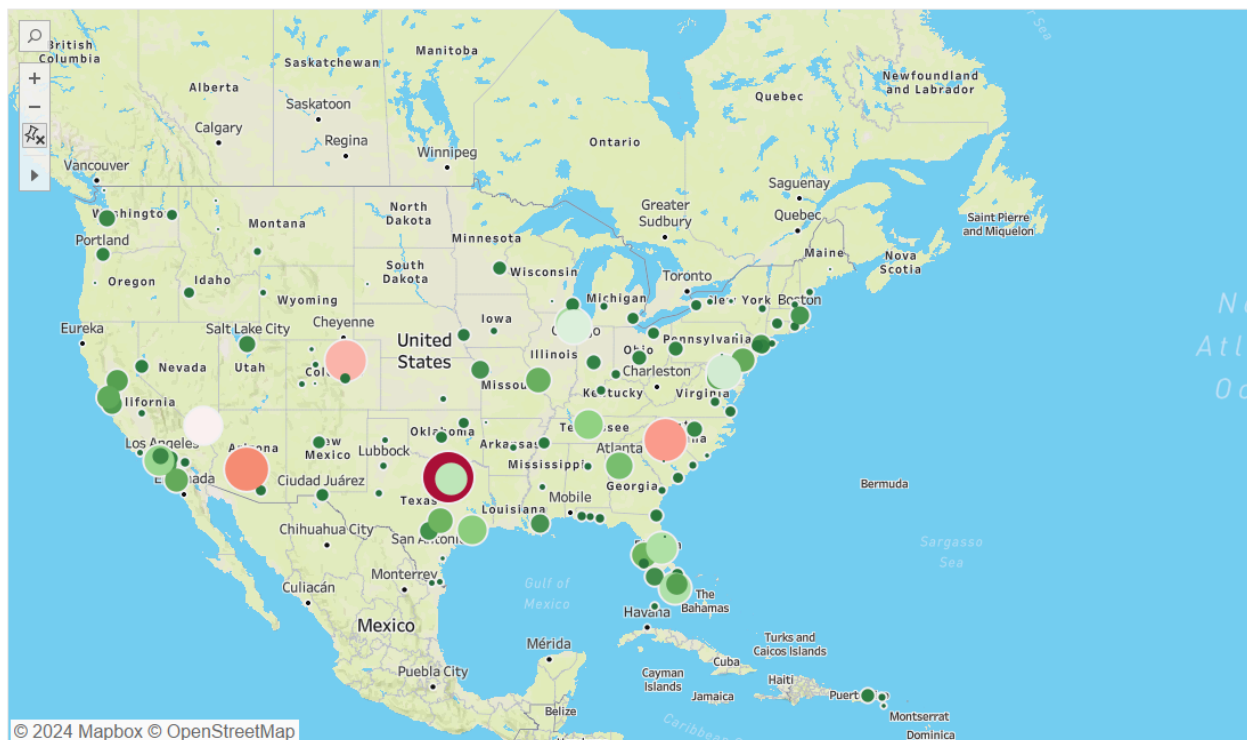 British
Columbia
Manitoba
Saskatchewan
Alberta
Saskatoon
Newfoundland
and Labrador
Quebec
Calgary
Regina
Ontario
Winnipeg
Vancouver
Saguenay
Greater
Sudbury
Quebec
Washington
North
Dakota
Montana
Saint Pierre
and Miquelon
Portland
Minnesota
Maine
Nova
Scotia
Oregon
South
Dakota
Wisconsin
Toronto
Idaho
Wyoming
Michigan
Boston
Eureka
Salt Lake City
Cheyenne
Iowa
United
States
Pennsylvania
Nevada
Utah
Illinois
Ohio
Charleston
Kentucky
Virginia
Los Angeles
New
Mexico
Lubbock
Arkansas
Atlanta
Mississippi
Ciudad Juárez
Texas
Georgia
Mobile
Louisiana
Bermuda
Chihuahua City
Sargasso
Sea
Monterrey
Culiacán
Gulf of
Mexico
The
Bahamas
Havana
Mexico
Mérida
Turks and
Caicos Islands
Cuba
Cayman
Islands
Haiti
Jamaica
Puebla City
Belize
Montserrat
Dominica
© 2024 Mapbox © OpenStreetMap